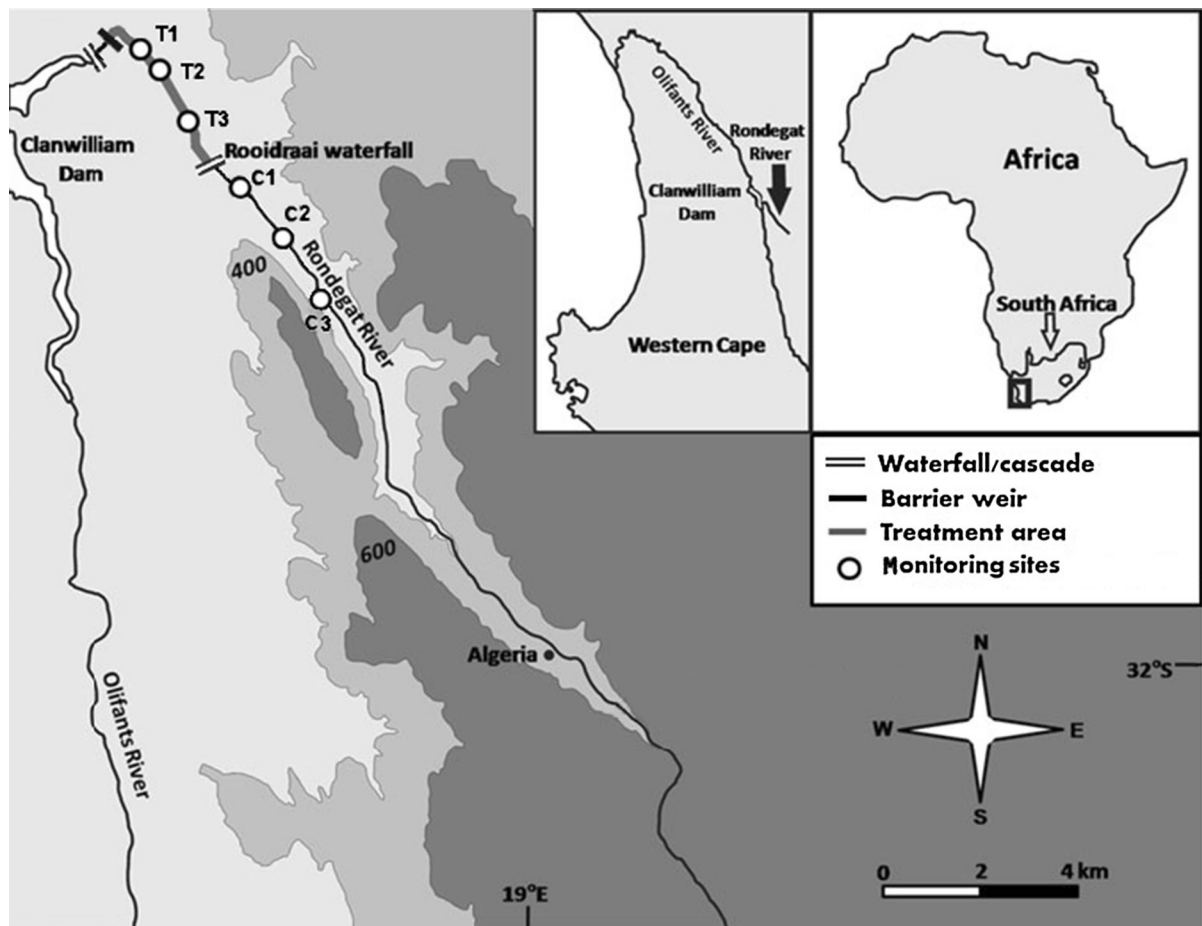 T1
T2
T3
Clanwilliam
Dam
Rooidraai waterfall
C1
C2
C3
400
Rondegat River
600
Algeria
Olifants River
19°E
Olifants River
Rondegat
River
Clanwilliam
Dam
Western Cape
Africa
South Africa
Waterfall/cascade
Barrier weir
Treatment area
Monitoring sites
32°S
N
W
E
S
0 2 4 km